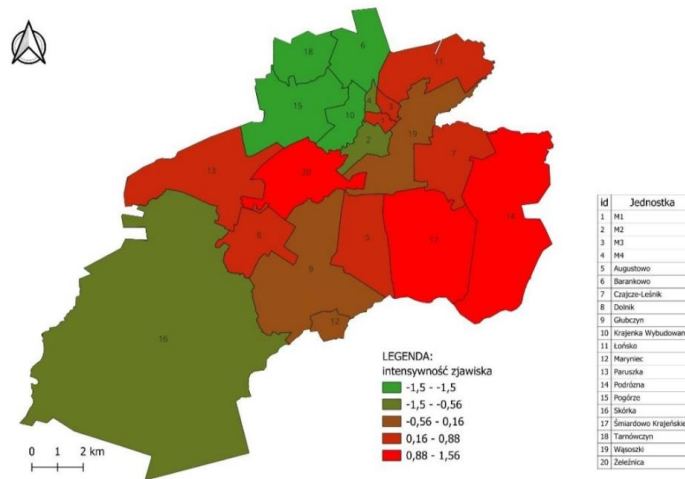 18
6
11
15
4
3
10
1
19
2
7
13
20
14
8
5
17
9
16
12
LEGENDA:
intensywność zjawiska
-1,5 - -1,5
-1,5 - -0,56
-0,56 - 0,16
0,16 - 0,88
0,88 - 1,56
0 1 2 km
id Jednostka
1 M1
2 M2
3 M3
4 M4
5 Augustowo
6 Barankowo
7 Czajcze-Leśnik
8 Dolnik
9 Głubczyn
10 Krajenka Wybudowan
11 Łońsko
12 Maryniec
13 Paruszka
14 Podróżna
15 Pogórze
16 Skórka
17 Śmiardowo Krajeńskie
18 Tarnówczyn
19 Wąsoszki
20 Żeleźnica